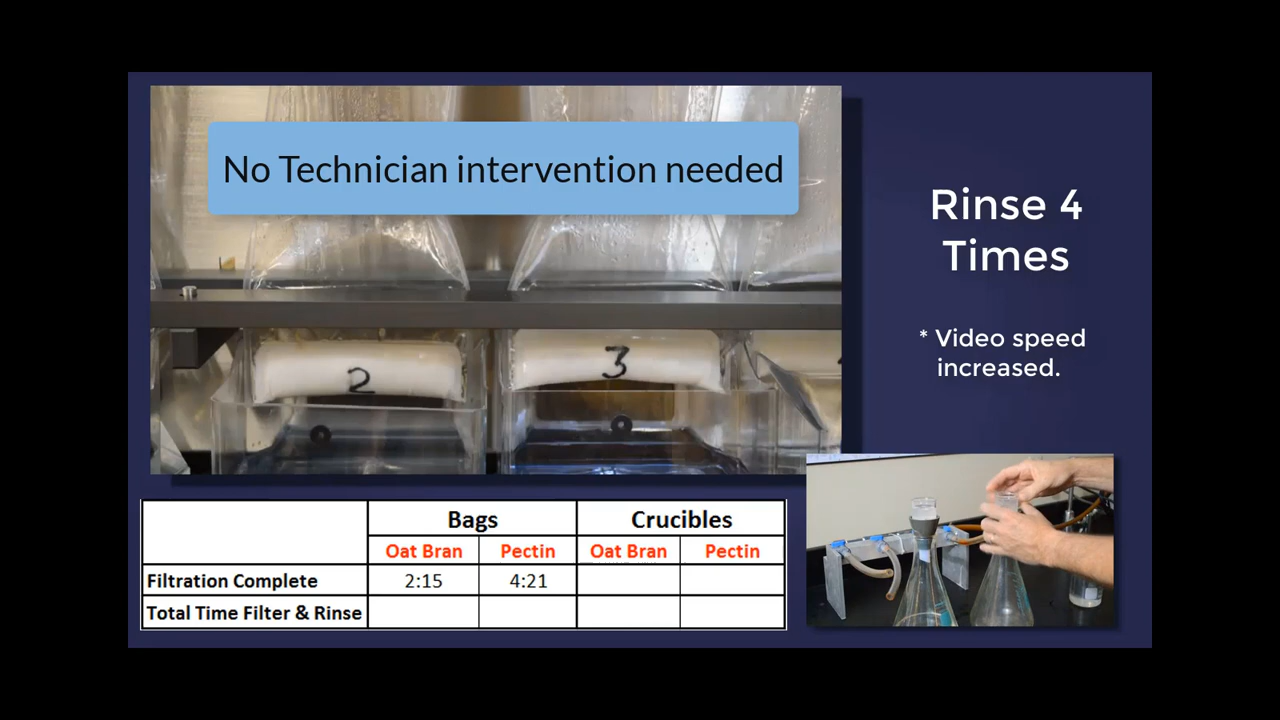 No Technician intervention needed
Rinse 4
Times
* Video speed
increased.
2
3
Bags Crucibles
Oat Bran Pectin Oat Bran Pectin
Filtration Complete 2:15 4:21
Total Time Filter & Rinse